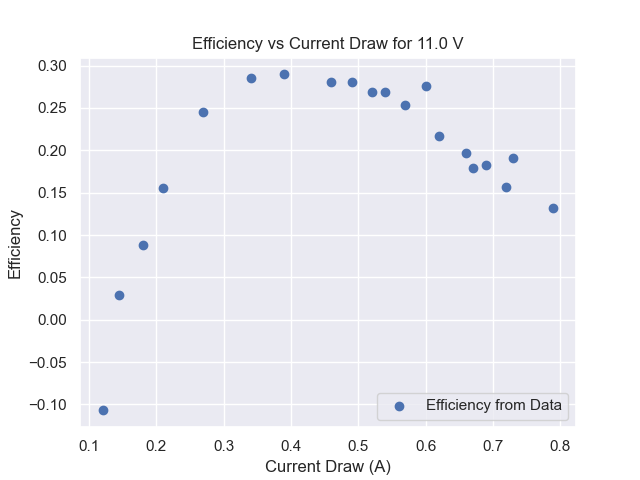 Efficiency vs Current Draw for 11.0 V
0.30
0.25
0.20
0.15
0.10
0.05
0.00
−0.05
−0.10
Efficiency
Efficiency from Data
0.1 0.2 0.3 0.4 0.5 0.6 0.7 0.8
Current Draw (A)